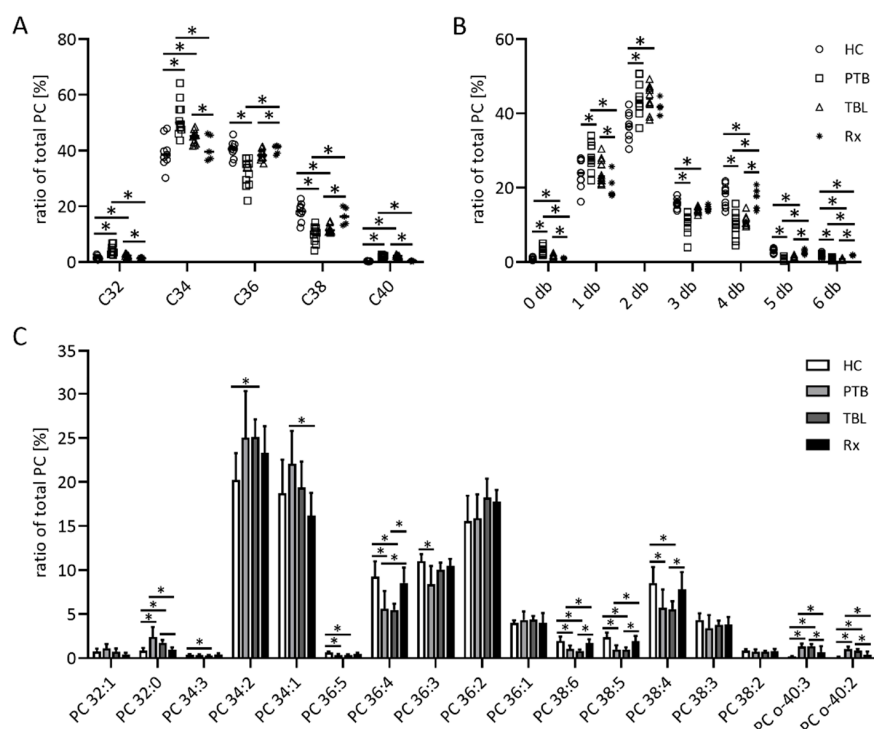 A
ratio of total PC [%]
80
60
40
20
0
C32
C34
C36
C38
C40
B
60
40
20
0
0 db
1 db
2 db
3 db
4 db
5 db
6 db
HC
PTB
TBL
Rx
C
ratio of total PC [%]
35
30
25
20
15
10
5
0
HC
PTB
TBL
Rx
PC 32:1
PC 32:0
PC 34:3
PC 34:2
PC 34:1
PC 36:5
PC 36:4
PC 36:3
PC 36:2
PC 36:1
PC 38:6
PC 38:5
PC 38:4
PC 38:3
PC 38:2
PC o-40:3
PC o-40:2